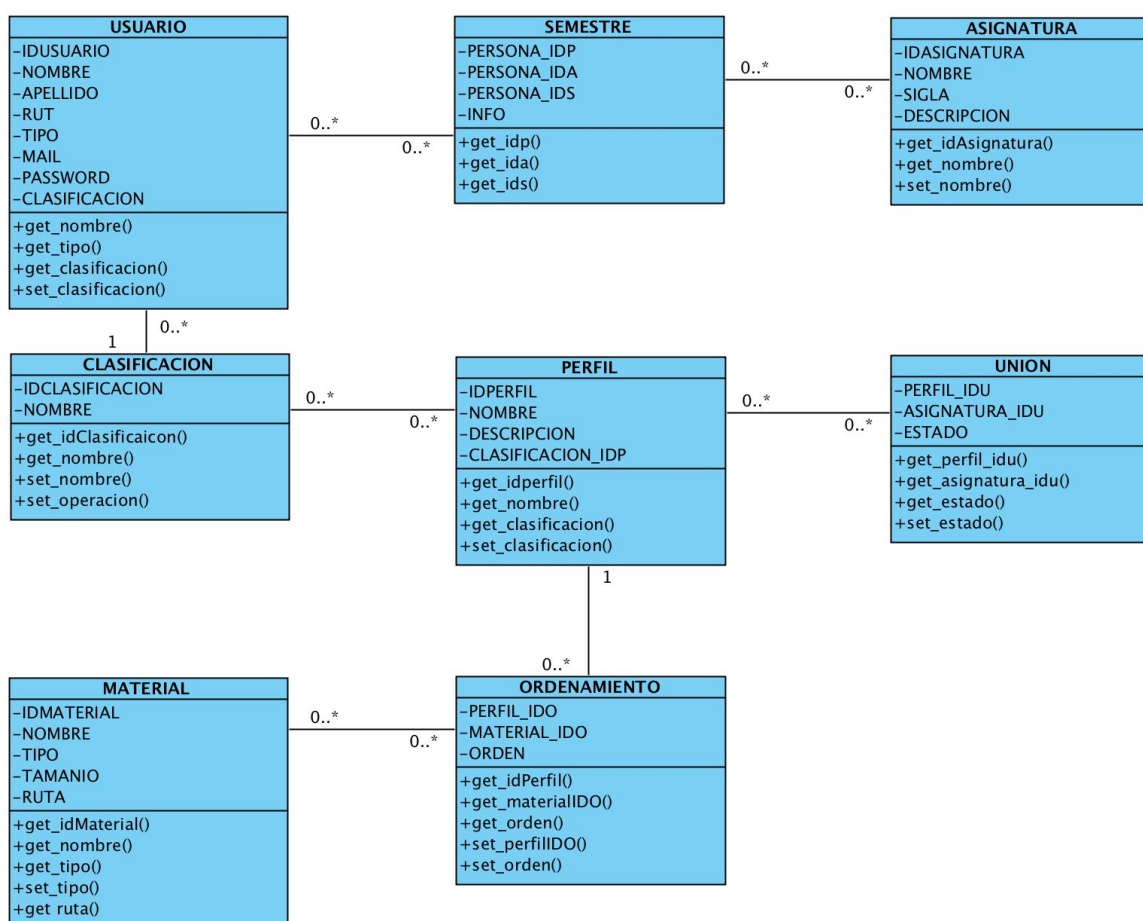 USUARIO
-IDUSUARIO
-NOMBRE
-APELLIDO
-RUT
-TIPO
-MAIL
-PASSWORD
-CLASIFICACION
+get_nombre()
+get_tipo()
+get_clasificacion()
+set_clasificacion()
0..*
0..*
SEMESTRE
-PERSONA_IDP
-PERSONA_IDA
-PERSONA_IDS
-INFO
+get_idp()
+get_ida()
+get_ids()
0..*
0..*
ASIGNATURA
-IDASIGNATURA
-NOMBRE
-SIGLA
-DESCRIPCION
+get_idAsignatura()
+get_nombre()
+set_nombre()
0..*
1
CLASIFICACION
-IDCLASIFICACION
-NOMBRE
+get_idClasificaicon()
+get_nombre()
+set_nombre()
+set_operacion()
0..*
0..*
PERFIL
-IDPERFIL
-NOMBRE
-DESCRIPCION
-CLASIFICACION_IDP
+get_idperfil()
+get_nombre()
+get_clasificacion()
+set_clasificacion()
0..*
0..*
UNION
-PERFIL_IDU
-ASIGNATURA_IDU
-ESTADO
+get_perfil_idu()
+get_asignatura_idu()
+get_estado()
+set_estado()
1
0..*
MATERIAL
-IDMATERIAL
-NOMBRE
-TIPO
-TAMANIO
-RUTA
+get_idMaterial()
+get_nombre()
+get_tipo()
+set_tipo()
+get_ruta()
0..*
0..*
ORDENAMIENTO
-PERFIL_IDO
-MATERIAL_IDO
-ORDEN
+get_idPerfil()
+get_materialIDO()
+get_orden()
+set_perfilIDO()
+set_orden()